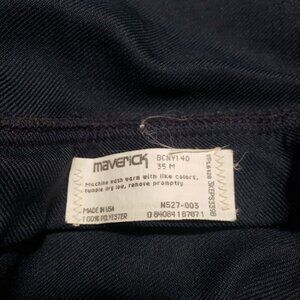 maverick
BCNY140
35 M
Machine wash warm with like colors,
tumble dry low, remove promptly
N527-003
MADE IN USA
100% POLYESTER